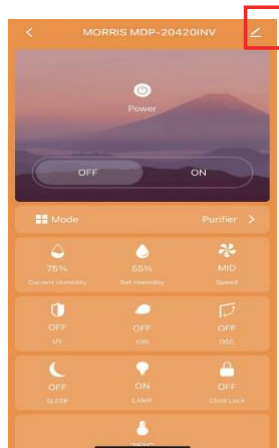 MORRIS MDP-20420INV
Power
OFF ON
Mode Purifier
75% 55% MID
Current Humidity Set Humidity Speed
OFF OFF OFF
UV ION OSC
OFF ON OFF
SLEEP LAMP Child Lock